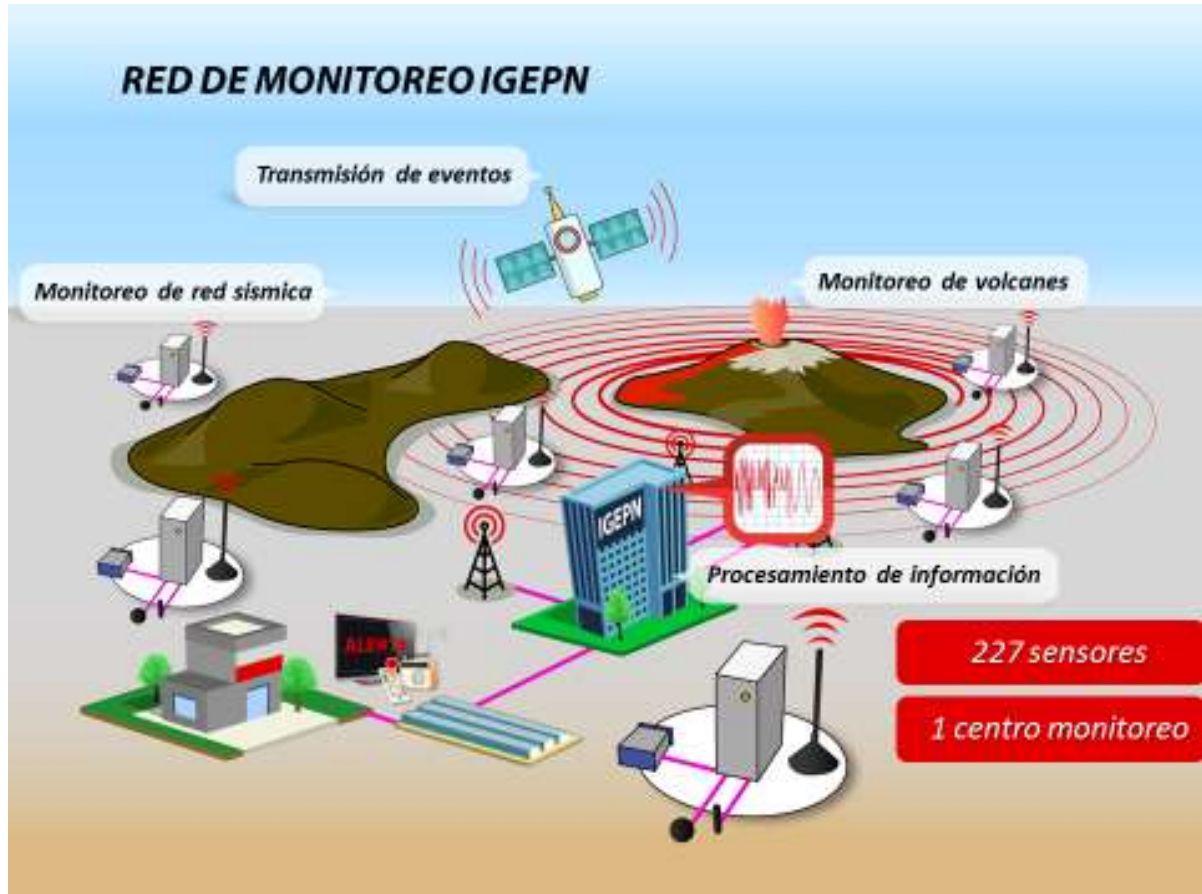 RED DE MONITOREO IGEPN
Transmisión de eventos
Monitoreo de red sísmica
Monitoreo de volcanes
IGEPN
Procesamiento de información
ALERTA
227 sensores
1 centro monitoreo